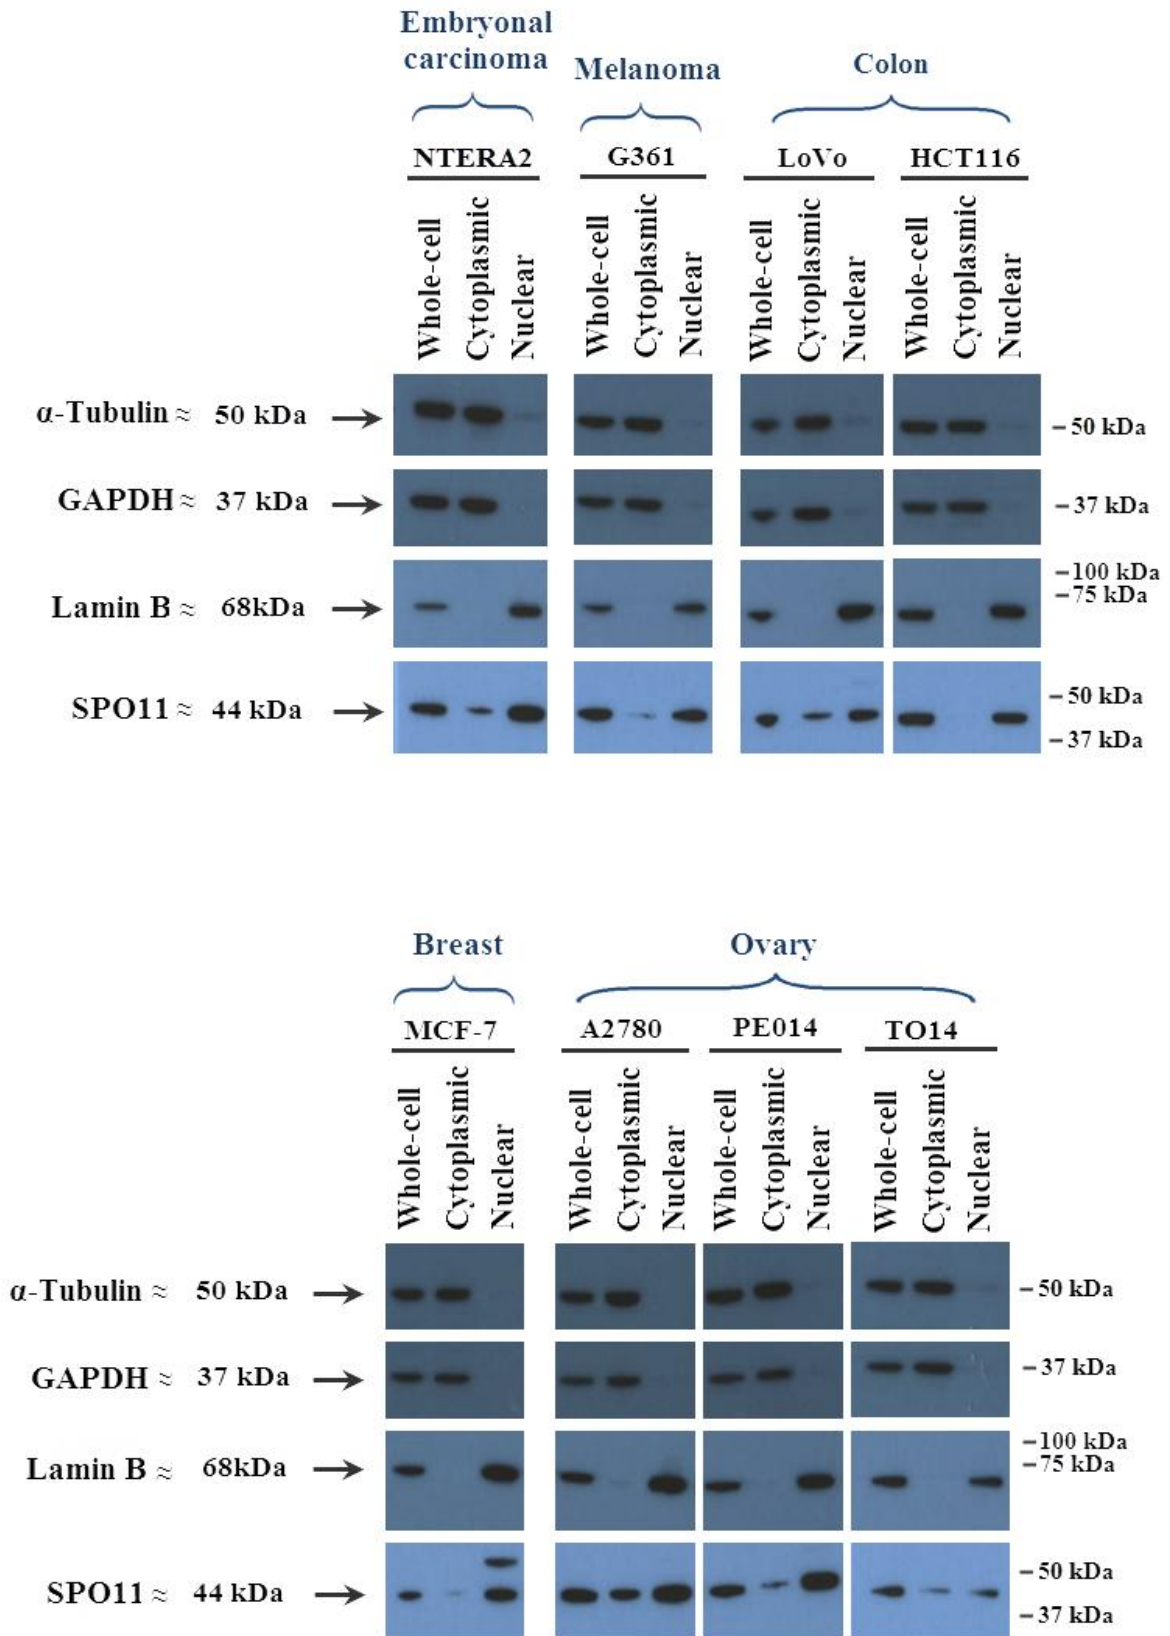 Embryonal
carcinoma
Melanoma
Colon
NTERA2
G361
LoVo
HCT116
Whole-cell
Cytoplasmic
Nuclear
Whole-cell
Cytoplasmic
Nuclear
Whole-cell
Cytoplasmic
Nuclear
Whole-cell
Cytoplasmic
Nuclear
α-Tubulin ≈ 50 kDa
– 50 kDa
GAPDH ≈ 37 kDa
– 37 kDa
Lamin B ≈ 68kDa
– 100 kDa
– 75 kDa
SPO11 ≈ 44 kDa
– 50 kDa
– 37 kDa
Breast
Ovary
MCF-7
A2780
PE014
TO14
Whole-cell
Cytoplasmic
Nuclear
Whole-cell
Cytoplasmic
Nuclear
Whole-cell
Cytoplasmic
Nuclear
Whole-cell
Cytoplasmic
Nuclear
α-Tubulin ≈ 50 kDa
– 50 kDa
GAPDH ≈ 37 kDa
– 37 kDa
Lamin B ≈ 68kDa
– 100 kDa
– 75 kDa
SPO11 ≈ 44 kDa
– 50 kDa
– 37 kDa